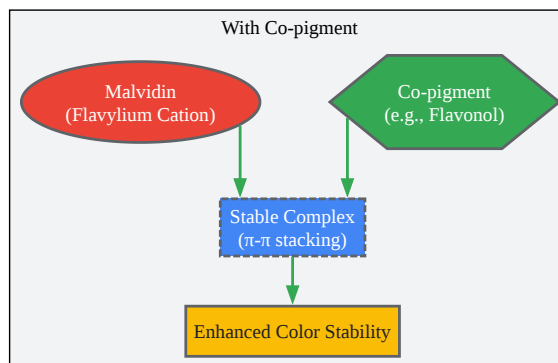 With Co-pigment
Malvidin
(Flavylium Cation)
Co-pigment
(e.g., Flavonol)
Stable Complex
(π-π stacking)
Enhanced Color Stability